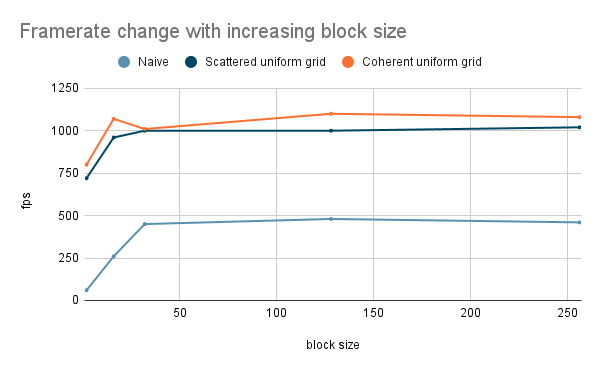 Framerate change with increasing block size
Naive
Scattered uniform grid
Coherent uniform grid
1250
1000
750
500
250
0
fps
50
100
150
200
250
block size